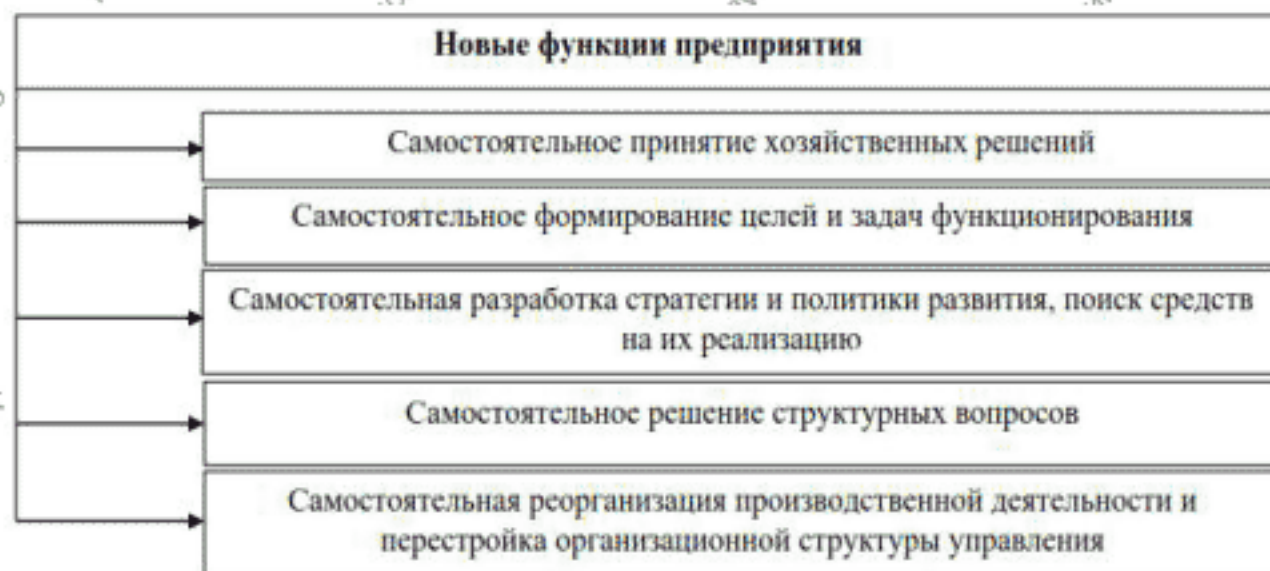 Новые функции предприятия
Самостоятельное принятие хозяйственных решений
Самостоятельное формирование целей и задач функционирования
Самостоятельная разработка стратегии и политики развития, поиск средств
на их реализацию
Самостоятельное решение структурных вопросов
Самостоятельная реорганизация производственной деятельности и
перестройка организационной структуры управления